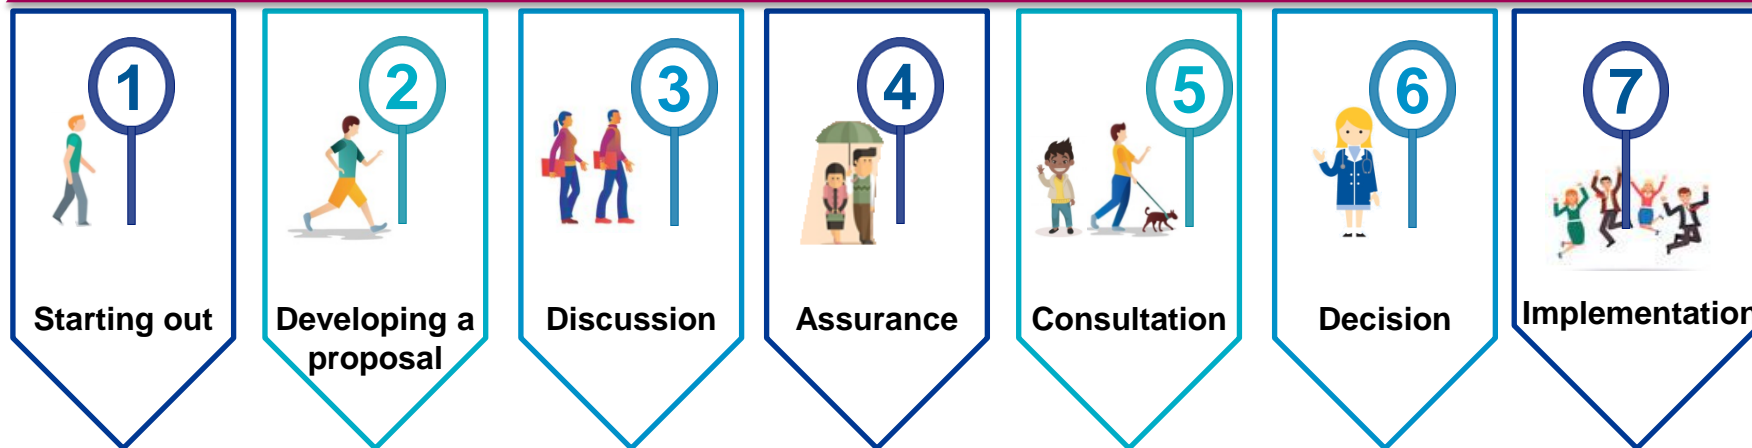 1
2
3
4
5
6
7
Starting out
Developing a
proposal
Discussion
Assurance
Consultation
Decision
Implementation